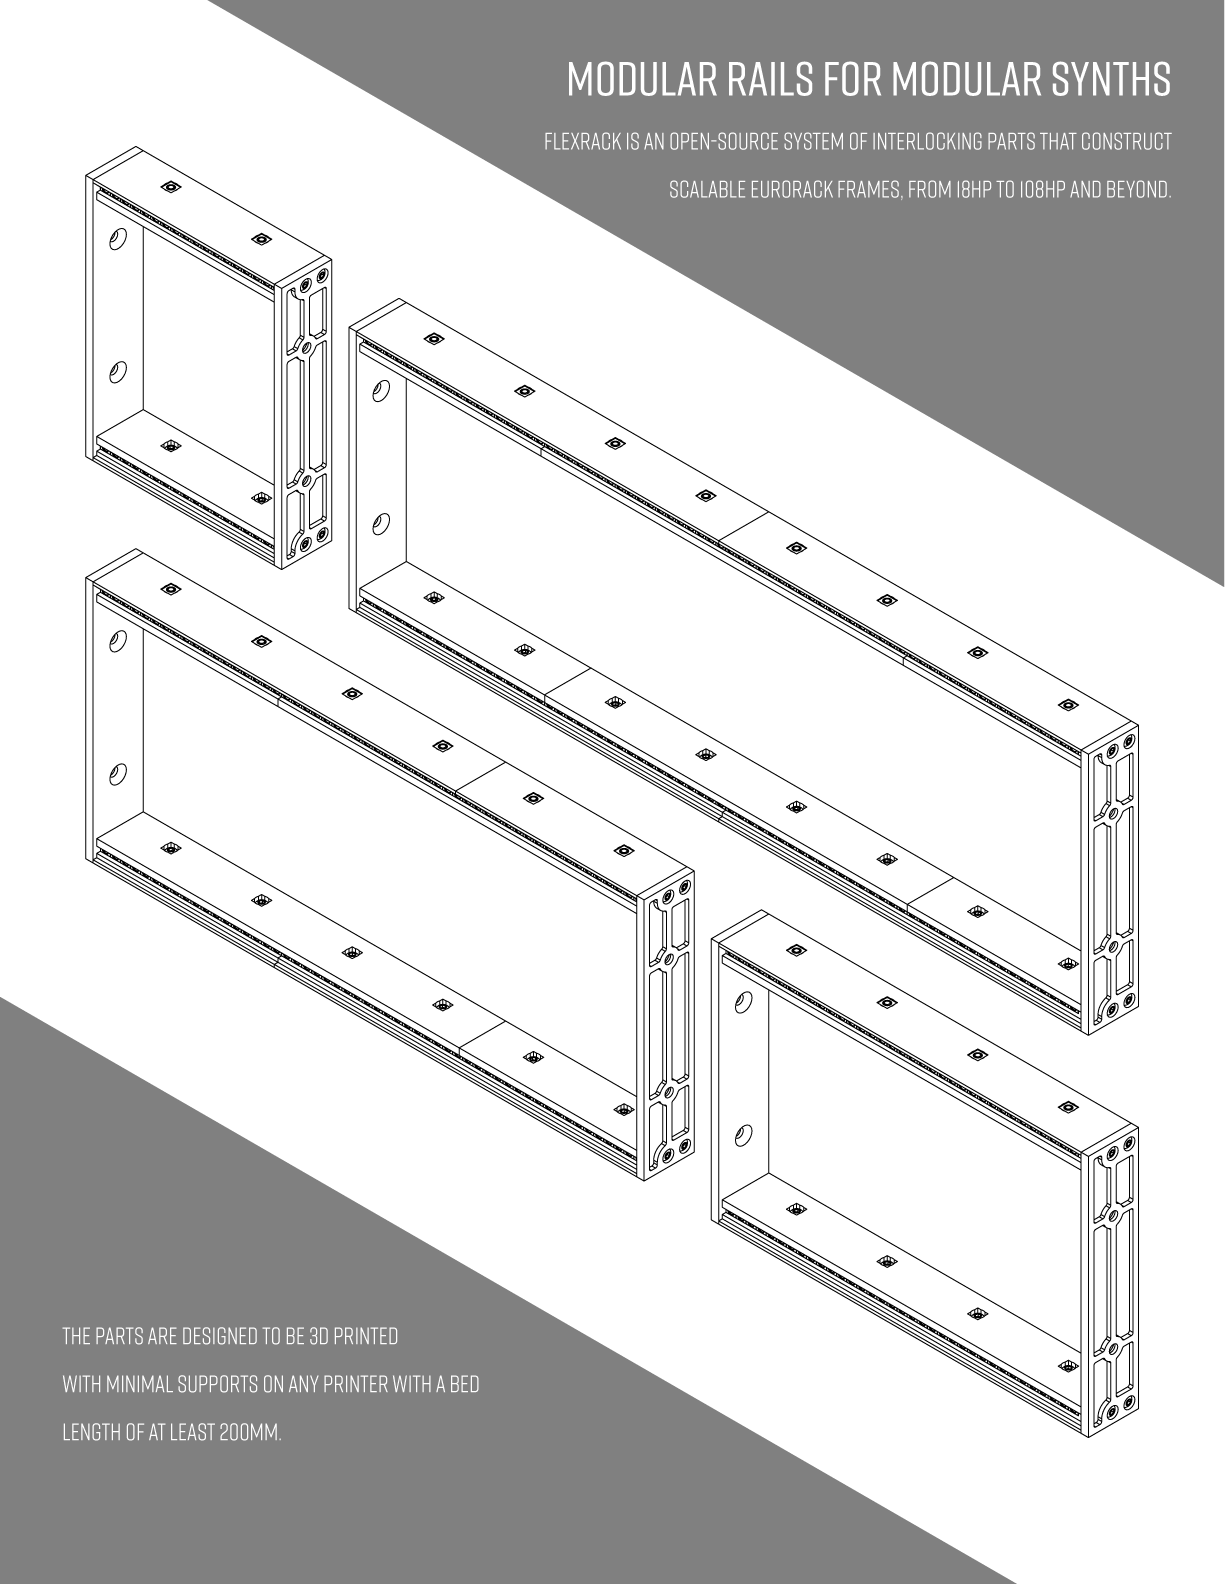 MODULAR RAILS FOR MODULAR SYNTHS
FLEXRACK IS AN OPEN-SOURCE SYSTEM OF INTERLOCKING PARTS THAT CONSTRUCT
SCALABLE EURORACK FRAMES, FROM 18HP TO 108HP AND BEYOND.
THE PARTS ARE DESIGNED TO BE 3D PRINTED
WITH MINIMAL SUPPORTS ON ANY PRINTER WITH A BED
LENGTH OF AT LEAST 200MM.